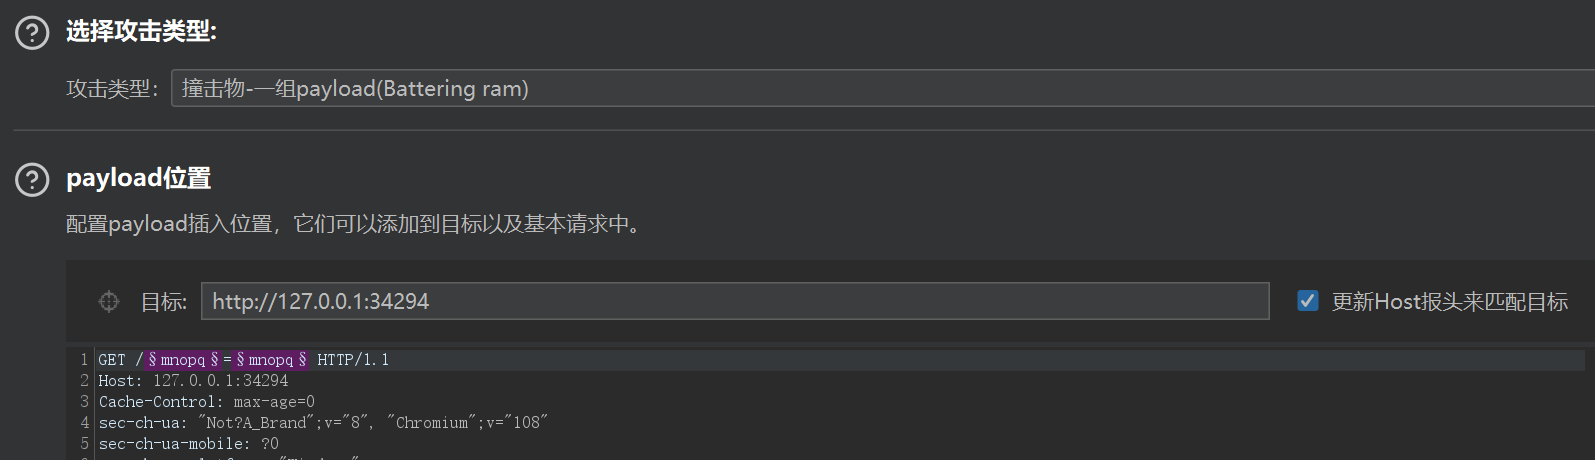 选择攻击类型:
攻击类型: 撞击物-一组payload(Battering ram)
payload位置
配置payload插入位置，它们可以添加到目标以及基本请求中。
目标: http://127.0.0.1:34294 更新Host报头来匹配目标
1 GET /§mnopq§=§mnopq§ HTTP/1.1
2 Host: 127.0.0.1:34294
3 Cache-Control: max-age=0
4 sec-ch-ua: "Not?A_Brand";v="8", "Chromium";v="108"
5 sec-ch-ua-mobile: ?0